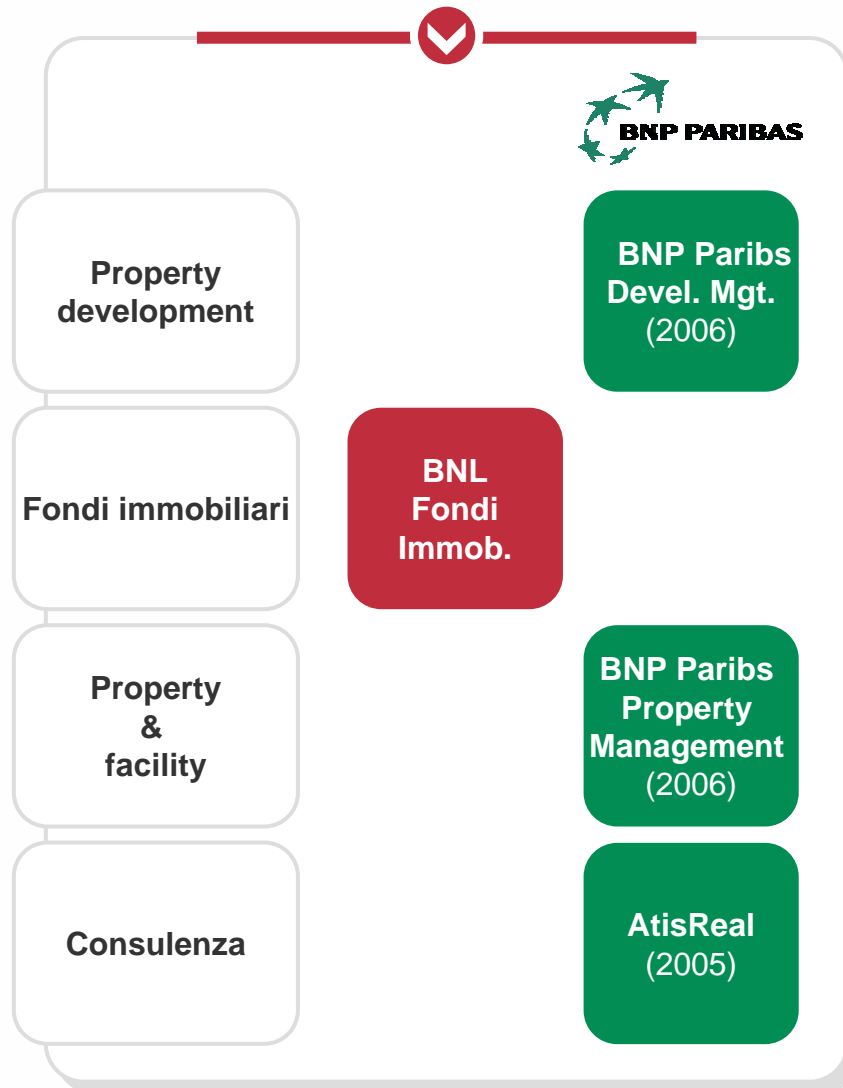 BNP PARIBAS
Property
development
BNP Paribs
Devel. Mgt.
(2006)
Fondi immobiliari
BNL
Fondi
Immob.
Property
&
facility
BNP Paribs
Property
Management
(2006)
Consulenza
AtisReal
(2005)